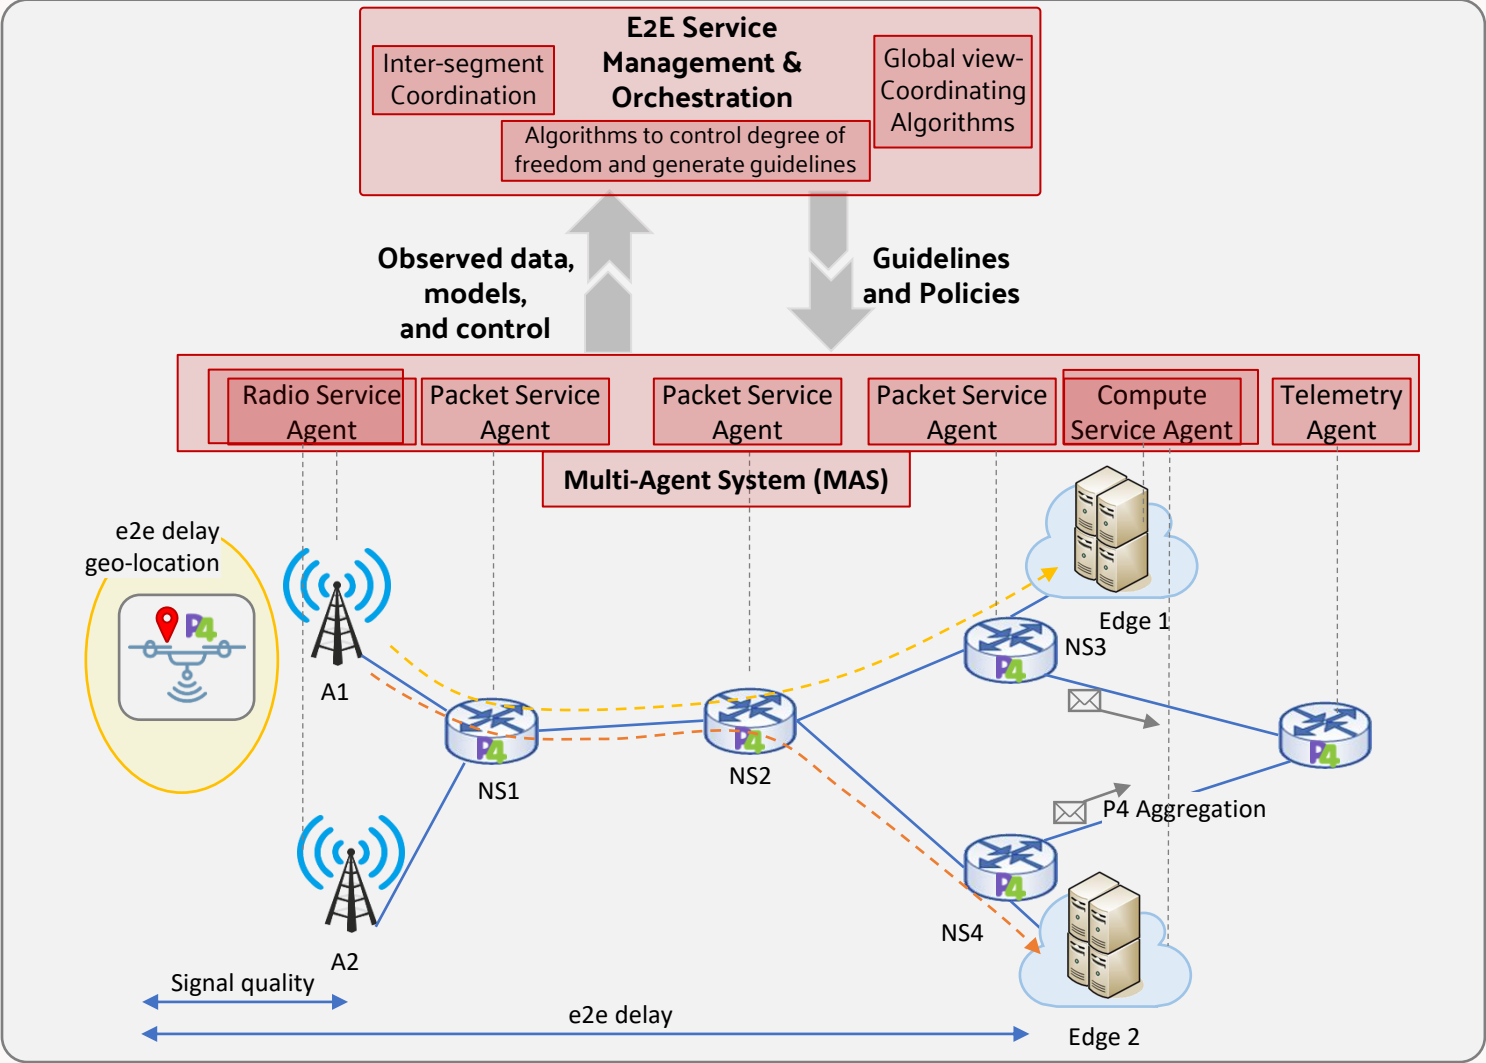 E2E Service
Management &
Orchestration
Inter-segment
Coordination
Global view-
Coordinating
Algorithms
Algorithms to control degree of
freedom and generate guidelines
Observed data,
models,
and control
Guidelines
and Policies
Radio Service
Agent
Packet Service
Agent
Packet Service
Agent
Packet Service
Agent
Compute
Service Agent
Telemetry
Agent
Multi-Agent System (MAS)
e2e delay
geo-location
P4
A1
P4
NS1
P4
NS2
P4
NS3
Edge 1
P4
P4 Aggregation
P4
NS4
A2
Edge 2
Signal quality
e2e delay